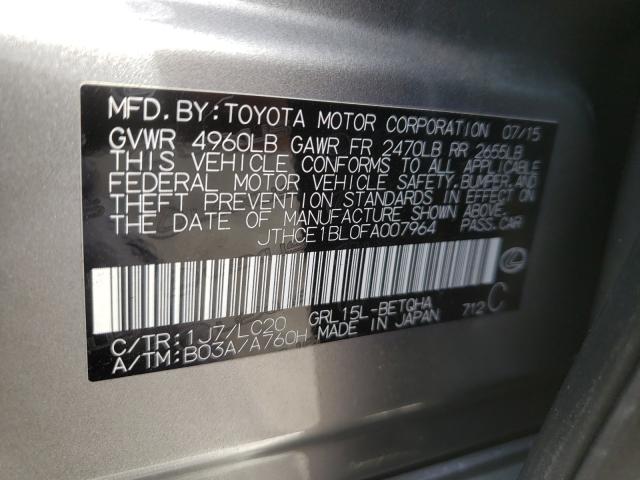 MFD. BY: TOYOTA MOTOR CORPORATION 07/15
GVWR 4960LB GAWR FR 2470LB RR 2655LB
THIS VEHICLE CONFORMS TO ALL APPLICABLE
FEDERAL MOTOR VEHICLE SAFETY, BUMPER, AND
THEFT PREVENTION STANDARDS IN EFFECT ON
THE DATE OF MANUFACTURE SHOWN ABOVE.
JTHCE1BL0FA007964 PASS. CAR
GRL15L-BETQHA 712 C
C/TR: 1J7/LC20 MADE IN JAPAN
A/TM: B03A/A760H